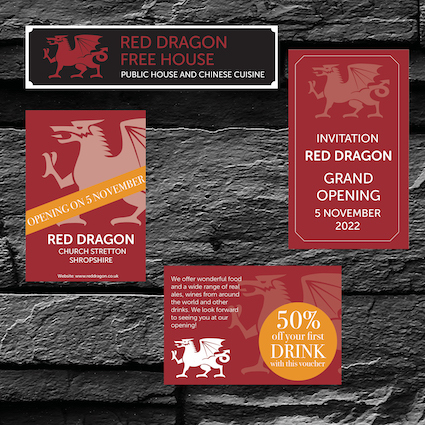 RED DRAGON
FREE HOUSE
PUBLIC HOUSE AND CHINESE CUISINE
OPENING ON 5 NOVEMBER
RED DRAGON
CHURCH STRETTON
SHROPSHIRE
Website: www.reddragon.co.uk
INVITATION
RED DRAGON
GRAND
OPENING
5 NOVEMBER
2022
We offer wonderful food
and a wide range of real
ales, wines from around
the world and other
drinks. We look forward
to seeing you at our
opening!
50%
off your first
DRINK
with this voucher